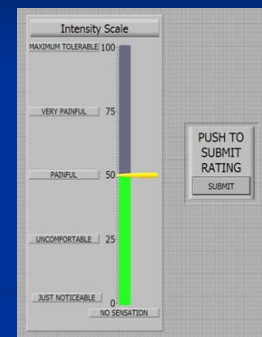 Intensity Scale
MAXIMUM TOLERABLE 100
VERY PAINFUL 75
PAINFUL 50
UNCOMFORTABLE 25
JUST NOTICEABLE
0
NO SENSATION
PUSH TO
SUBMIT
RATING
SUBMIT